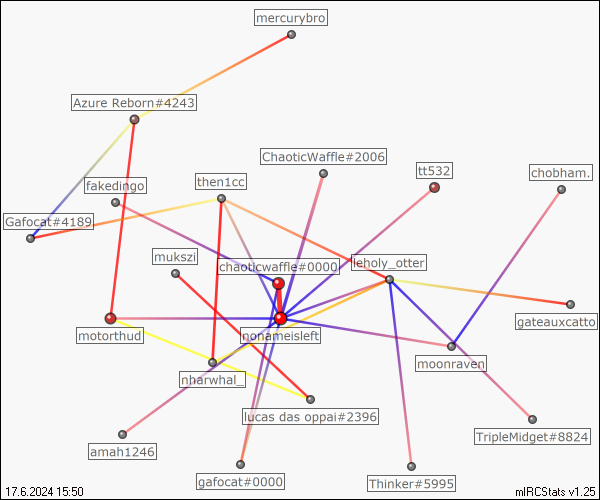 mercurybro
Azure Reborn#4243
ChaoticWaffle#2006
tt532
chobham.
fakedingo
then1cc
Gafocat#4189
mukszi
chaoticwaffle#0000
leholy_otter
gateauxcatto
motorthud
nonameisleft
moonraven
nharwhal_
lucas das oppai#2396
TripleMidget#8824
amah1246
gafocat#0000
Thinker#5995
17.6.2024 15:50
mIRCStats v1.25